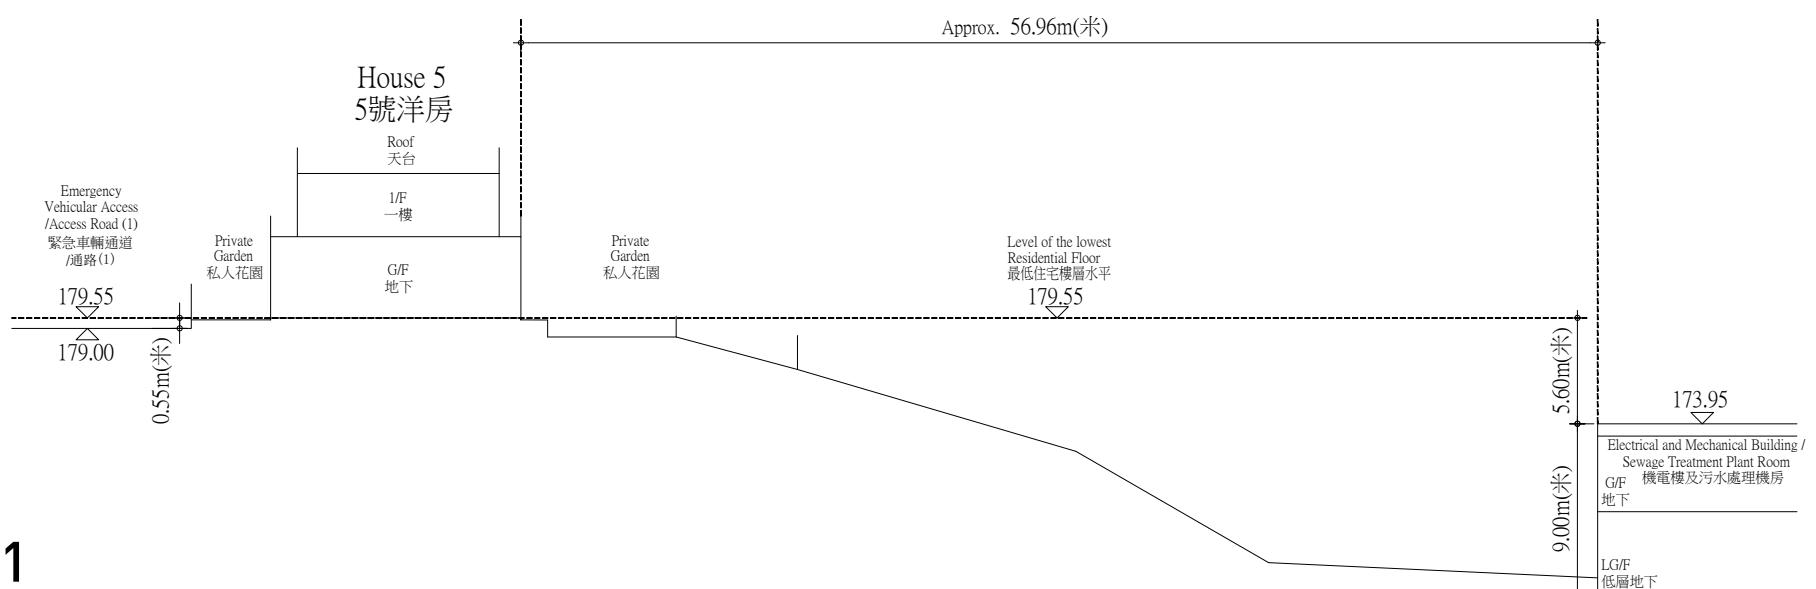 Approx. 56.96m(米)
House 5
5號洋房
Roof
天台
1/F
一樓
G/F
地下
Emergency
Vehicular Access
/Access Road (1)
緊急車輛通道
/通路(1)
179.55
179.00
0.55m(米)
Private
Garden
私人花園
Private
Garden
私人花園
Level of the lowest
Residential Floor
最低住宅樓層水平
179.55
5.60m(米)
173.95
Electrical and Mechanical Building /
Sewage Treatment Plant Room
機電樓及污水處理機房
G/F
地下
9.00m(米)
LG/F
低層地下
1